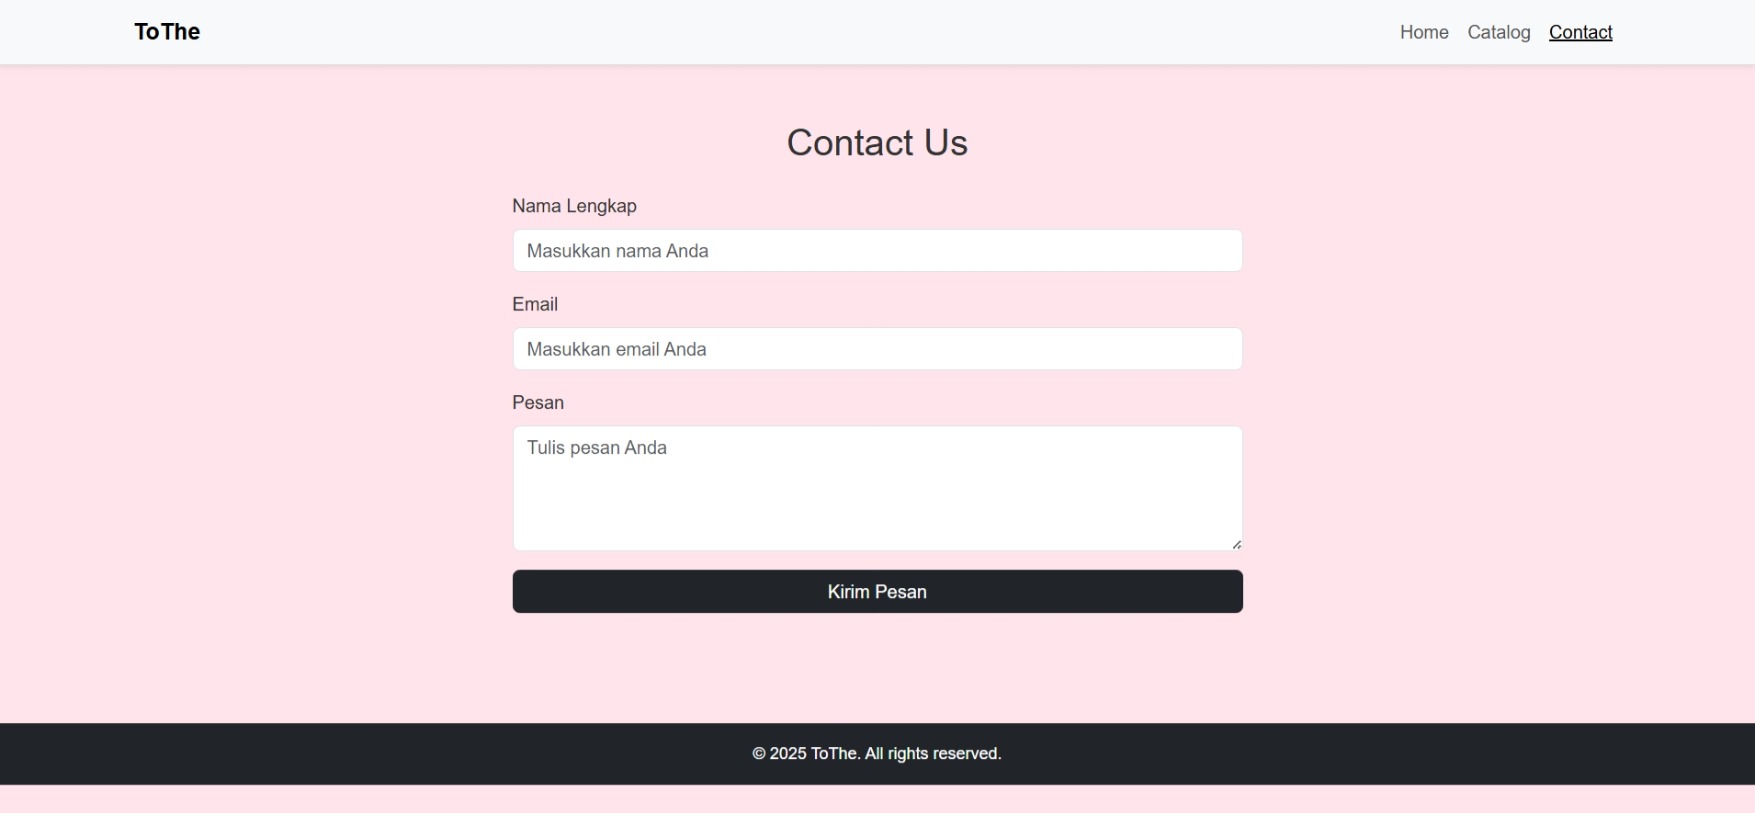 ToThe
Home Catalog Contact
Contact Us
Nama Lengkap
Masukkan nama Anda
Email
Masukkan email Anda
Pesan
Tulis pesan Anda
Kirim Pesan
© 2025 ToThe. All rights reserved.